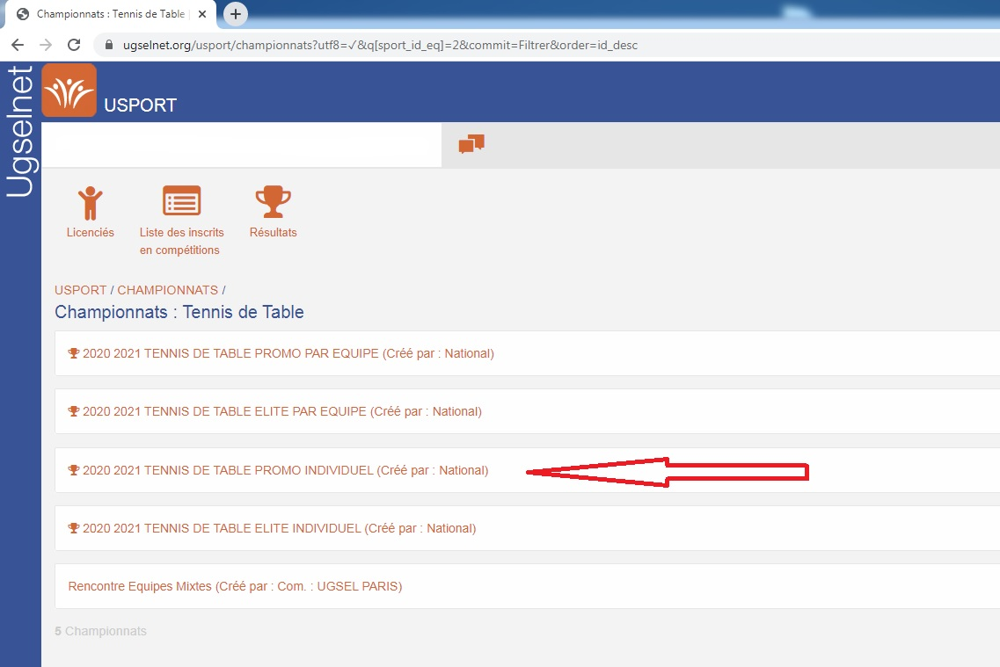 Championnats : Tennis de Table
ugselnet.org/usport/championnats?utf8=✓&q[sport_id_eq]=2&commit=Filtrer&order=id_desc
Ugselnet
USPORT
Licenciés
Liste des inscrits
en compétitions
Résultats
USPORT / CHAMPIONNATS /
Championnats : Tennis de Table
2020 2021 TENNIS DE TABLE PROMO PAR EQUIPE (Créé par : National)
2020 2021 TENNIS DE TABLE ELITE PAR EQUIPE (Créé par : National)
2020 2021 TENNIS DE TABLE PROMO INDIVIDUEL (Créé par : National)
2020 2021 TENNIS DE TABLE ELITE INDIVIDUEL (Créé par : National)
Rencontre Equipes Mixtes (Créé par : Com. : UGSEL PARIS)
5 Championnats